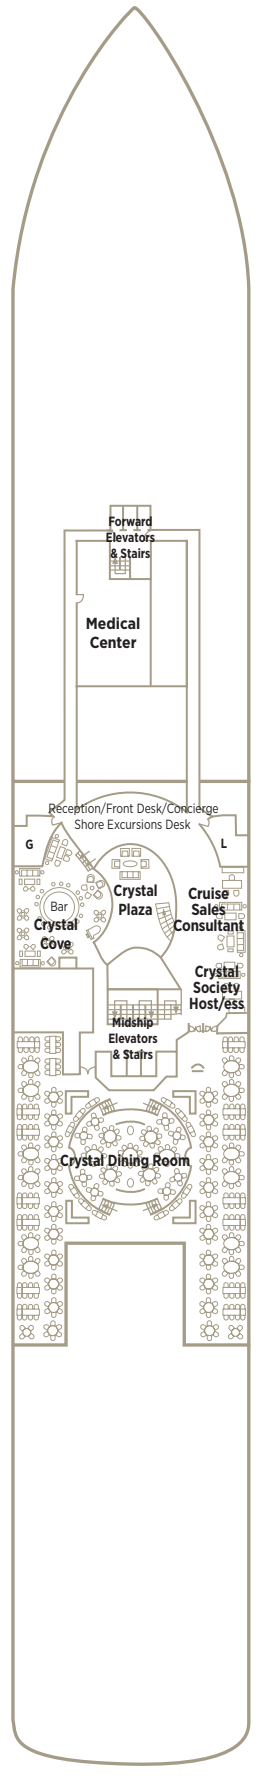 Forward
Elevators
& Stairs
Medical
Center
Reception/Front Desk/Concierge
Shore Excursions Desk
G
L
Crystal
Plaza
Cruise
Sales
Consultant
Bar
Crystal
Cove
Crystal
Society
Host/ess
Midship
Elevators
& Stairs
Crystal Dining Room